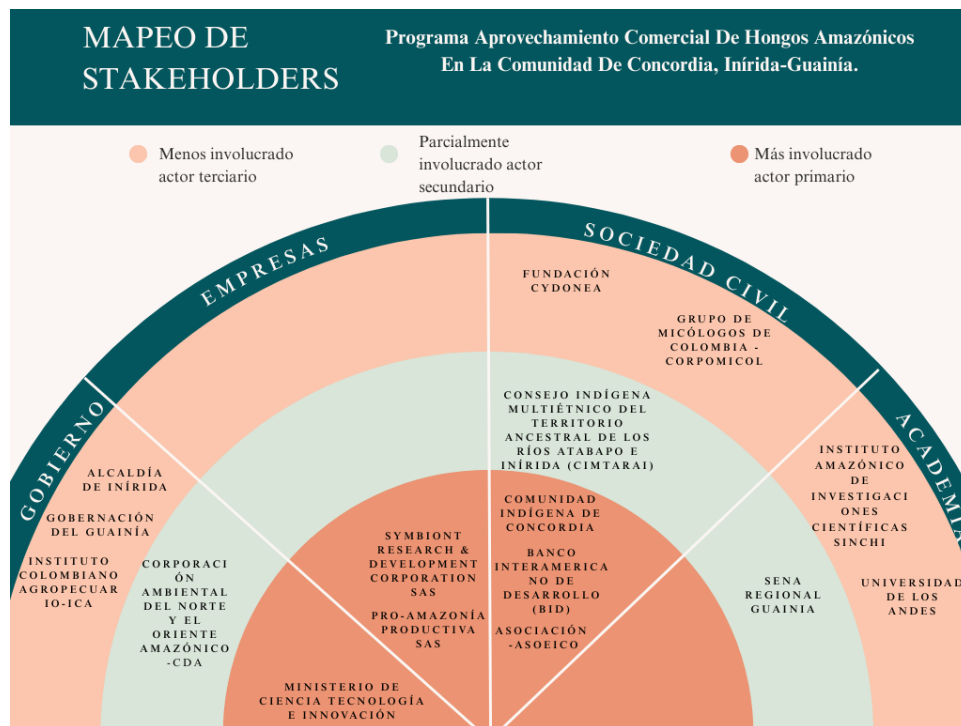 MAPEO DE
STAKEHOLDERS
Programa Aprovechamiento Comercial De Hongos Amazónicos
En La Comunidad De Concordia, Inírida-Guainía.
Menos involucrado
actor terciario
Parcialmente
involucrado actor
secundario
Más involucrado
actor primario
GOBIERNO
ALCALDÍA
DE INÍRIDA
GOBERNACIÓN
DEL GUAINÍA
INSTITUTO
COLOMBIANO
AGROPECUAR
IO-ICA
CORPORACI
ÓN
AMBIENTAL
DEL NORTE
Y EL
ORIENTE
AMAZÓNICO
-CDA
MINISTERIO DE
CIENCIA TECNOLOGÍA
E INNOVACIÓN
EMPRESAS
SYMBIONT
RESEARCH &
DEVELOPMENT
CORPORATION
SAS
PRO-AMAZONÍA
PRODUCTIVA
SAS
SOCIEDAD CIVIL
FUNDACIÓN
CYDONEA
GRUPO DE
MICÓLOGOS DE
COLOMBIA -
CORPOMICOL
CONSEJO INDÍGENA
MULTIÉTNICO DEL
TERRITORIO
ANCESTRAL DE LOS
RÍOS ATABAPO E
INÍRIDA (CIMTARAI)
COMUNIDAD
INDÍGENA DE
CONCORDIA
BANCO
INTERAMERICA
NO DE
DESARROLLO
(BID)
ASOCIACIÓN
-ASOEICO
ACADEMIA
INSTITUTO
AMAZÓNICO
DE
INVESTIGACI
ONES
CIENTÍFICAS
SINCHI
UNIVERSIDAD
DE LOS
ANDES
SENA
REGIONAL
GUAINIA